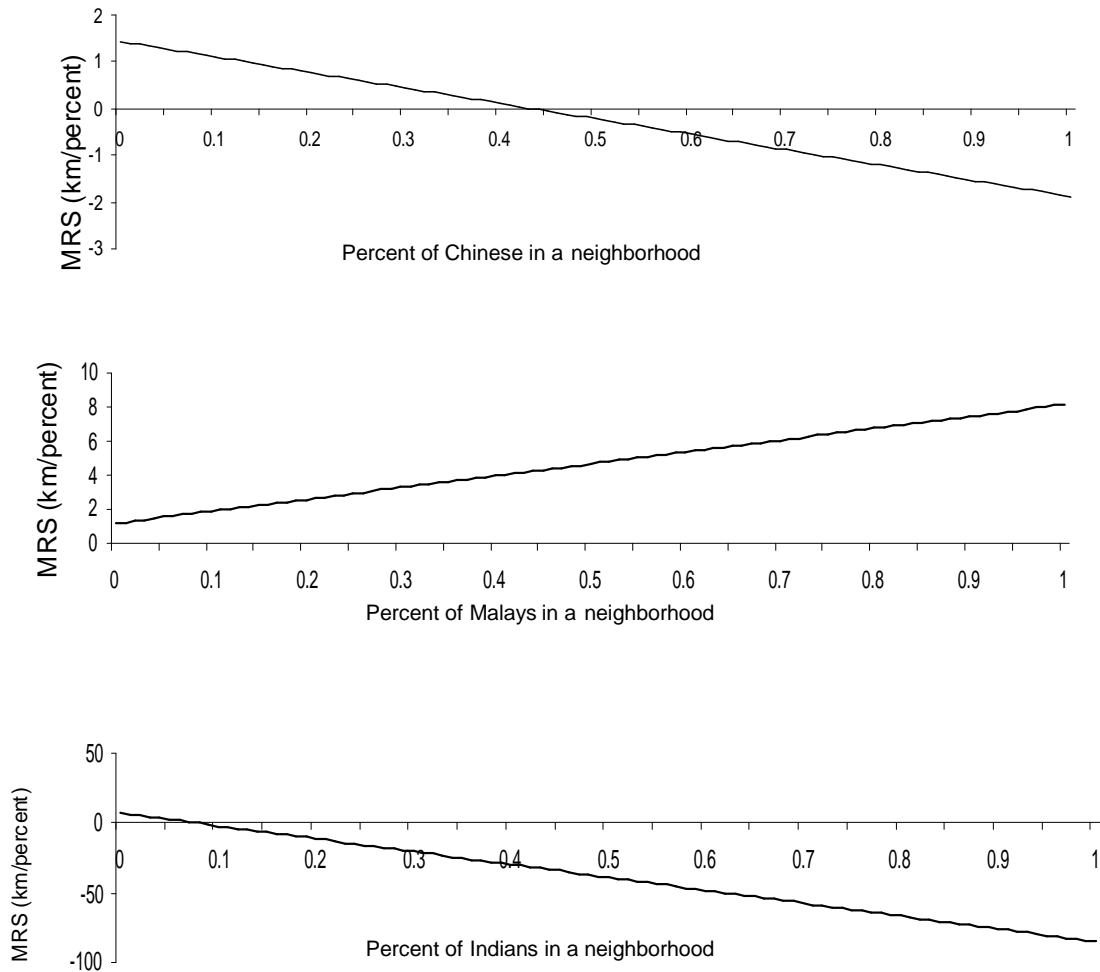 2
1
0
-1
-2
-3
MRS (km/percent)
0 0.1 0.2 0.3 0.4 0.5 0.6 0.7 0.8 0.9 1
Percent of Chinese in a neighborhood
10
8
6
4
2
0
MRS (km/percent)
0 0.1 0.2 0.3 0.4 0.5 0.6 0.7 0.8 0.9 1
Percent of Malays in a neighborhood
50
0
-50
-100
MRS (km/percent)
0 0.1 0.2 0.3 0.4 0.5 0.6 0.7 0.8 0.9 1
Percent of Indians in a neighborhood